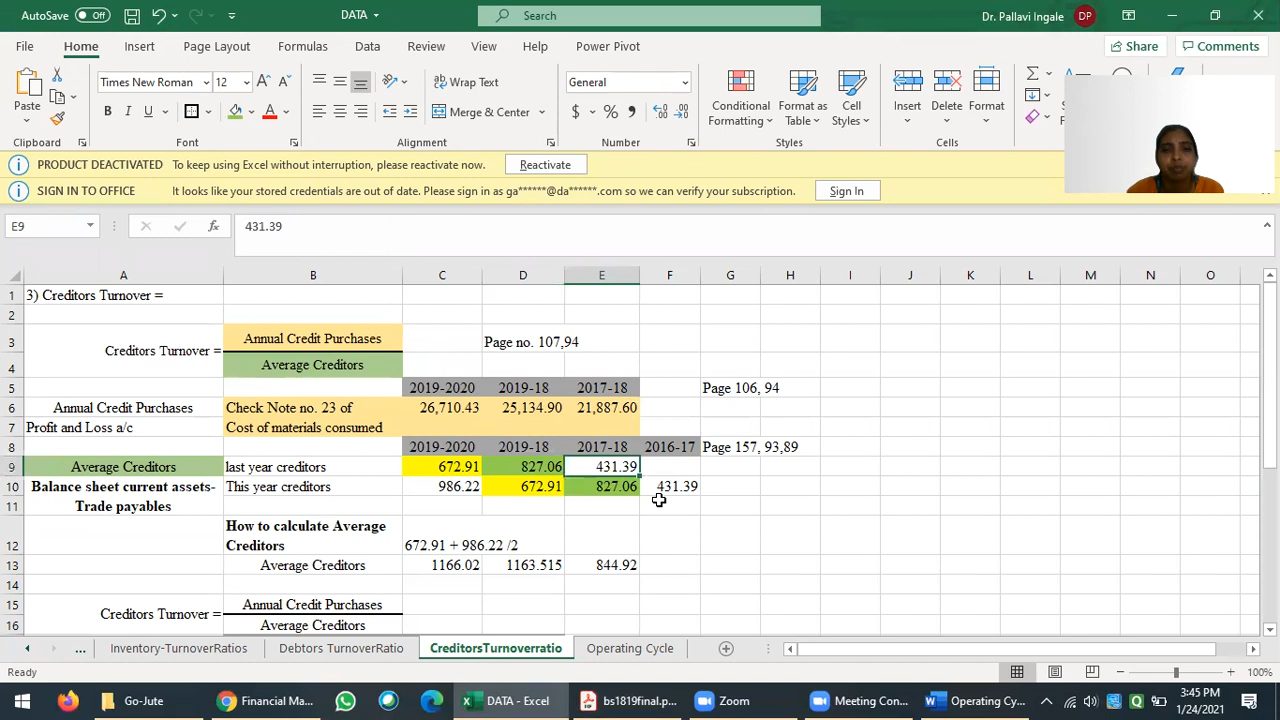 AutoSave Off DATA Search Dr. Pallavi Ingale DP
File Home Insert Page Layout Formulas Data Review View Help Power Pivot Share Comments
Times New Roman 12 Wrap Text General
Paste Conditional Formatting Format as Table Cell Styles Insert Delete Format
B I U Merge & Center $ %
Clipboard Font Alignment Number Styles Cells
PRODUCT DEACTIVATED To keep using Excel without interruption, please reactivate now. Reactivate
SIGN IN TO OFFICE It looks like your stored credentials are out of date. Please sign in as ga******@da******.com so we can verify your subscription. Sign In
E9 fx 431.39
A B C D E F G H I J K L M N O
1 3) Creditors Turnover =
2
3 Annual Credit Purchases Page no. 107,94
Creditors Turnover =
4 Average Creditors
5 2019-2020 2019-18 2017-18 Page 106, 94
6 Annual Credit Purchases Check Note no. 23 of 26,710.43 25,134.90 21,887.60
7 Profit and Loss a/c Cost of materials consumed
8 2019-2020 2019-18 2017-18 2016-17 Page 157, 93,89
9 Average Creditors last year creditors 672.91 827.06 431.39
10 Balance sheet current assets- This year creditors 986.22 672.91 827.06 431.39
11 Trade payables
How to calculate Average
12 Creditors 672.91 + 986.22 /2
13 Average Creditors 1166.02 1163.515 844.92
14
15 Annual Credit Purchases
Creditors Turnover =
16 Average Creditors
... Inventory-TurnoverRatios Debtors TurnoverRatio CreditorsTurnoverratio Operating Cycle
Ready 100%
Go-Jute Financial Ma... DATA - Excel bs1819final.p... Zoom Meeting Con... Operating Cy... 3:45 PM
1/24/2021